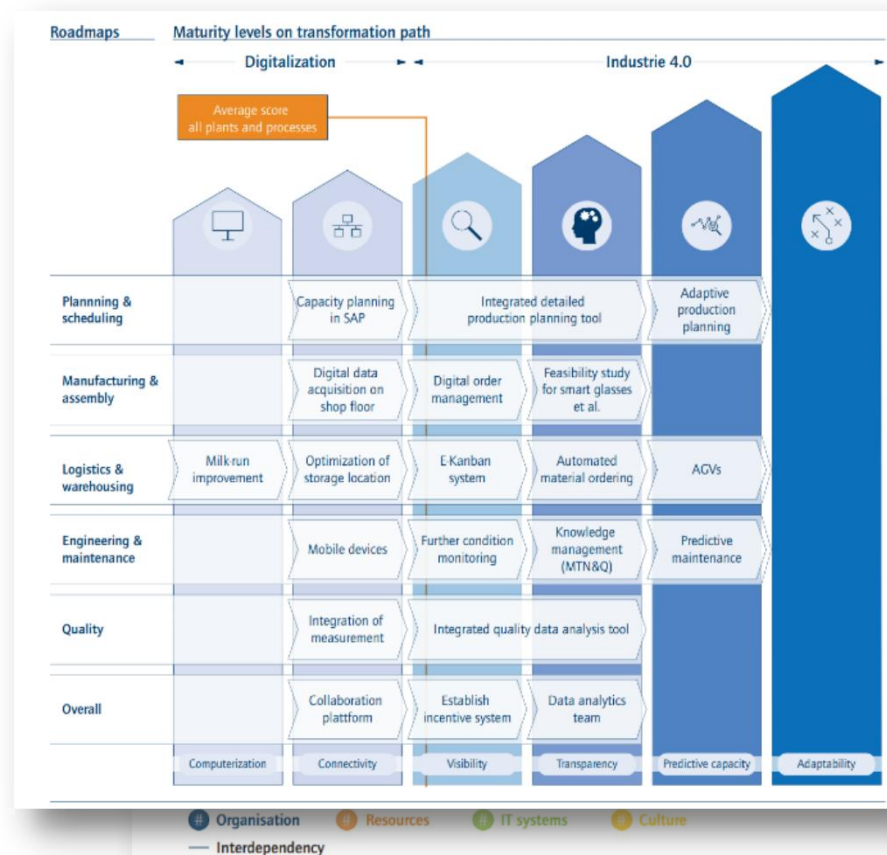 Roadmaps
Maturity levels on transformation path
Digitalization
Industrie 4.0
Average score
all plants and processes
Plannning &
scheduling
Capacity planning
in SAP
Integrated detailed
production planning tool
Adaptive
production
planning
Manufacturing &
assembly
Digital data
acquisition on
shop floor
Digital order
management
Feasibility study
for smart glasses
et al.
Logistics &
warehousing
Milk-run
improvement
Optimization of
storage location
E-Kanban
system
Automated
material ordering
AGVs
Engineering &
maintenance
Mobile devices
Further condition
monitoring
Knowledge
management
(MTN&Q)
Predictive
maintenance
Quality
Integration of
measurement
Integrated quality data analysis tool
Overall
Collaboration
plattform
Establish
incentive system
Data analytics
team
Computerization
Connectivity
Visibility
Transparency
Predictive capacity
Adaptability
# Organisation
# Resources
# IT systems
# Culture
Interdependency